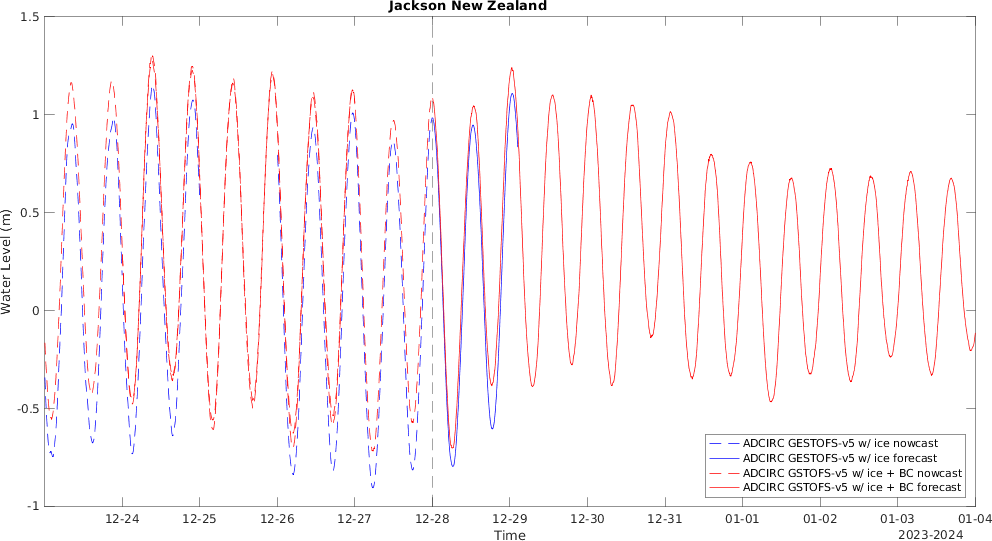 Jackson New Zealand
1.5
1
0.5
0
-0.5
-1
Water Level (m)
ADCIRC GESTOFS-v5 w/ ice nowcast
ADCIRC GESTOFS-v5 w/ ice forecast
ADCIRC GSTOFS-v5 w/ ice + BC nowcast
ADCIRC GSTOFS-v5 w/ ice + BC forecast
12-24 12-25 12-26 12-27 12-28 12-29 12-30 12-31 01-01 01-02 01-03 01-04
Time
2023-2024